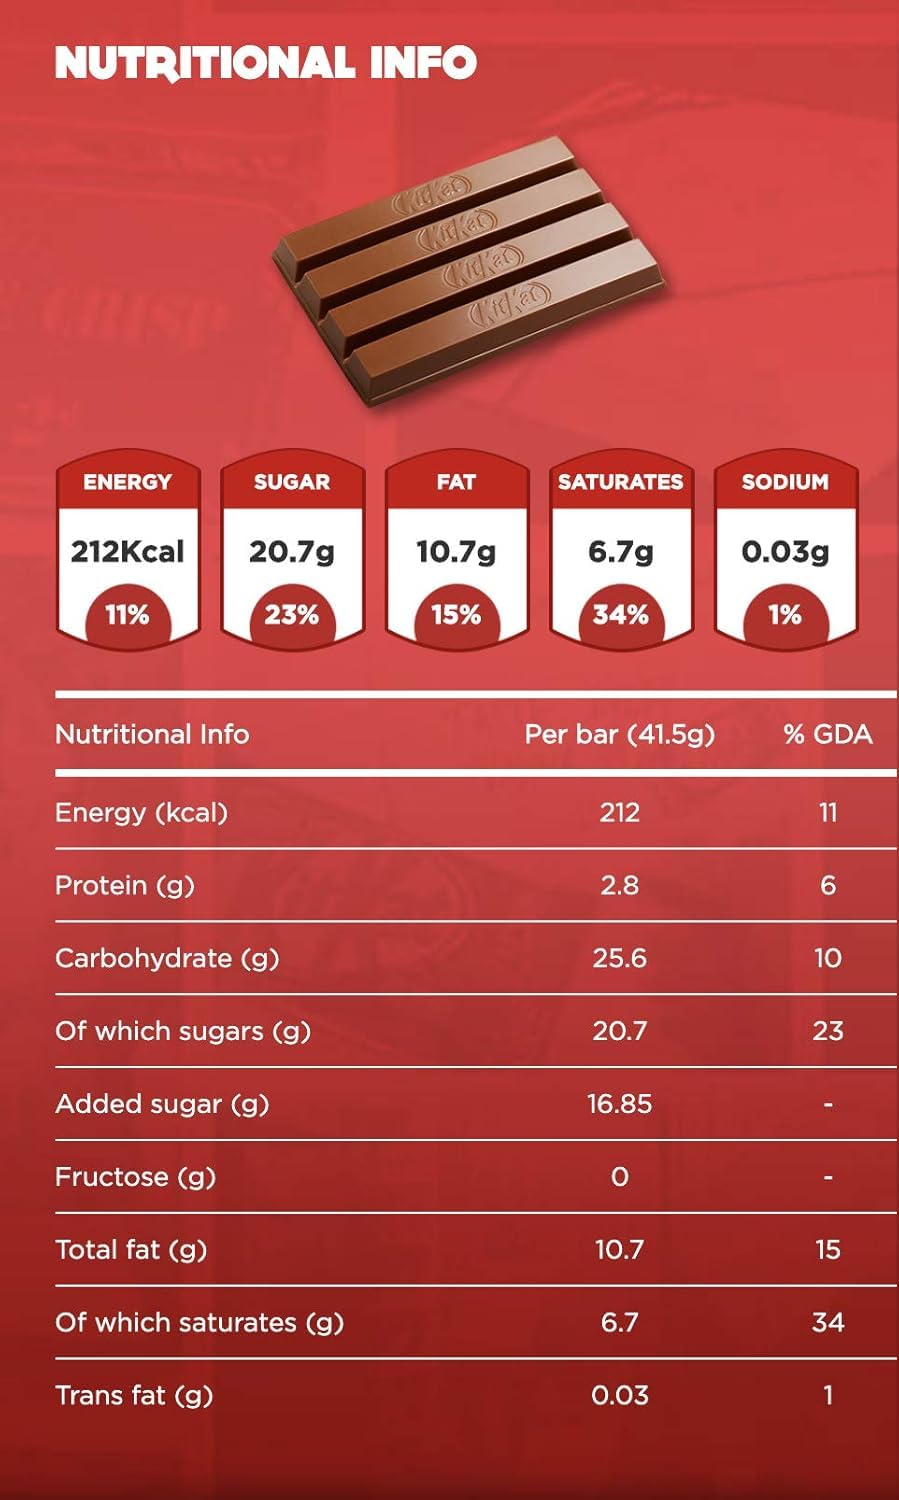 NUTRITIONAL INFO
KitKat
KitKat
KitKat
KitKat
ENERGY SUGAR FAT SATURATES SODIUM
212Kcal 20.7g 10.7g 6.7g 0.03g
11% 23% 15% 34% 1%
Nutritional Info Per bar (41.5g) % GDA
Energy (kcal) 212 11
Protein (g) 2.8 6
Carbohydrate (g) 25.6 10
Of which sugars (g) 20.7 23
Added sugar (g) 16.85 -
Fructose (g) 0 -
Total fat (g) 10.7 15
Of which saturates (g) 6.7 34
Trans fat (g) 0.03 1